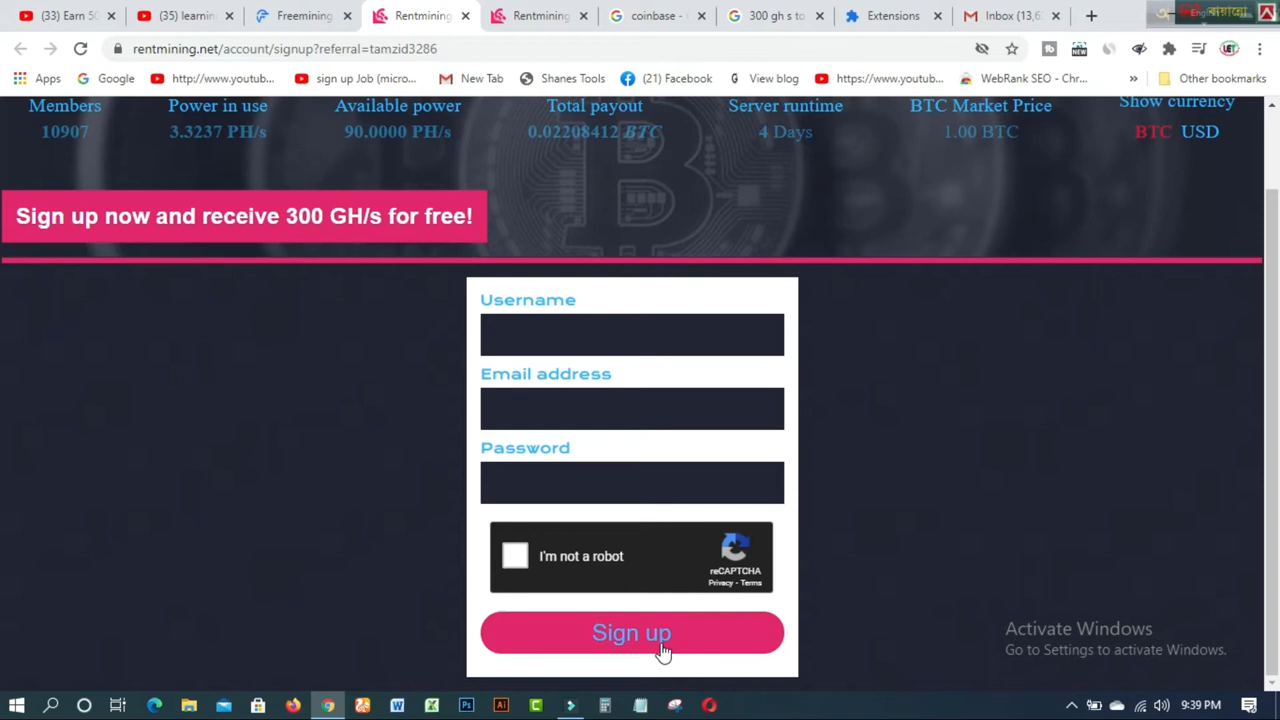 (33) Earn 50
(35) learnin
Freemining
Rentmining
Rentmining
coinbase -
300 gh s t
Extensions
Inbox (13,6
English
rentmining.net/account/signup?referral=tamzid3286
Apps
Google
http://www.youtub...
sign up Job (micro...
New Tab
Shanes Tools
(21) Facebook
View blog
https://www.youtub...
WebRank SEO - Chr...
»
Other bookmarks
Members
Power in use
Available power
Total payout
Server runtime
BTC Market Price
Show currency
10907
3.3237 PH/s
90.0000 PH/s
0.02208412 BTC
4 Days
1.00 BTC
BTC USD
Sign up now and receive 300 GH/s for free!
Username
Email address
Password
I'm not a robot
reCAPTCHA
Privacy - Terms
Sign up
Activate Windows
Go to Settings to activate Windows.
9:39 PM